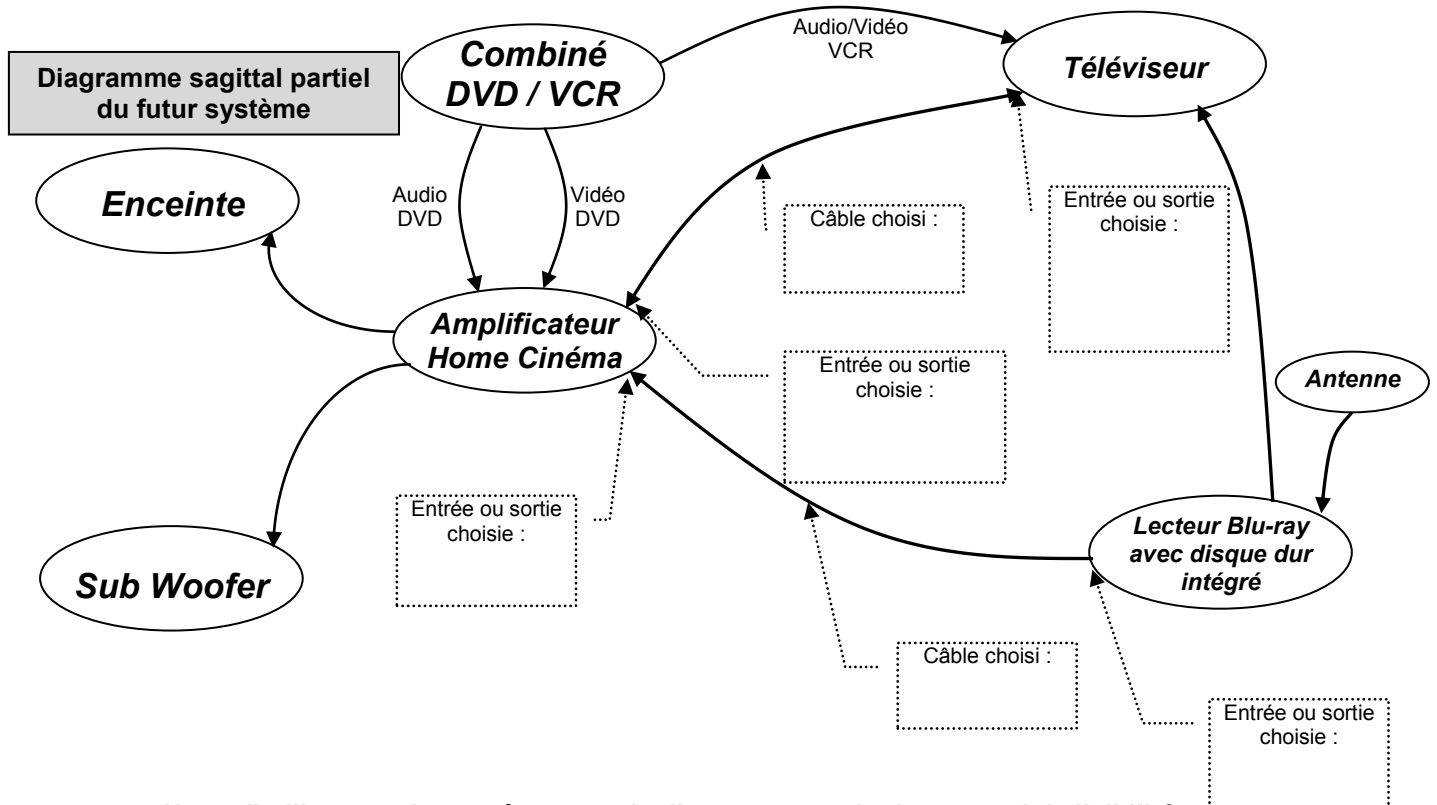 Combiné
DVD / VCR
Audio/Vidéo
VCR
Téléviseur
Diagramme sagittal partiel
du futur système
Enceinte
Audio
DVD
Vidéo
DVD
Câble choisi :
Entrée ou sortie
choisie :
Amplificateur
Home Cinéma
Entrée ou sortie
choisie :
Antenne
Entrée ou sortie
choisie :
Lecteur Blu-ray
avec disque dur
intégré
Sub Woofer
Câble choisi :
Entrée ou sortie
choisie :